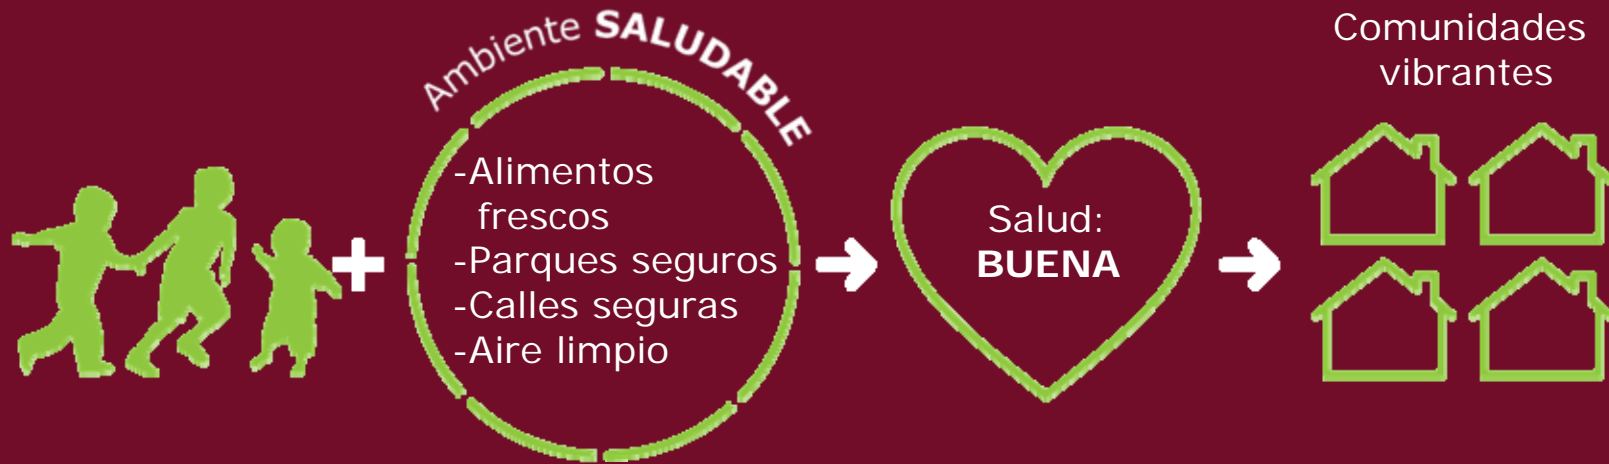 Ambiente SALUDABLE
-Alimentos
frescos
-Parques seguros
-Calles seguras
-Aire limpio
Salud:
BUENA
Comunidades
vibrantes